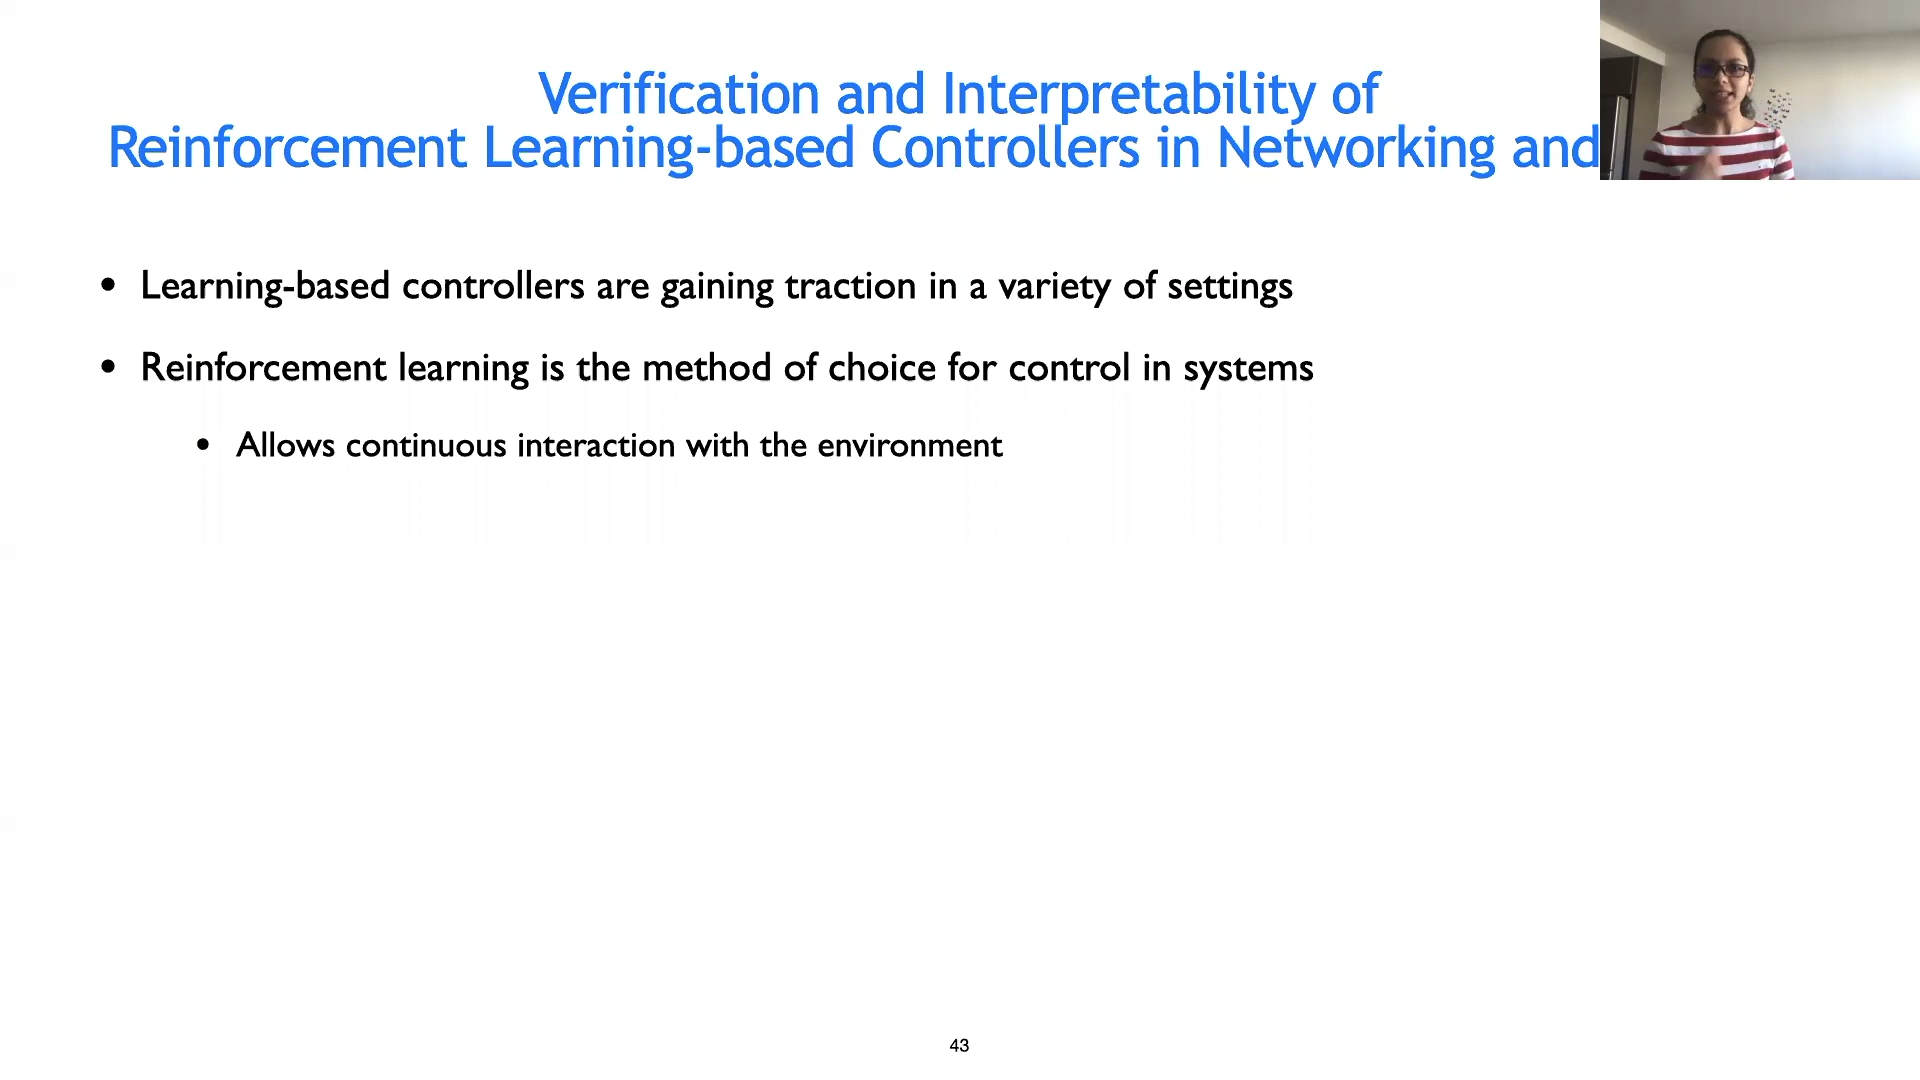 Verification and Interpretability of
Reinforcement Learning-based Controllers in Networking and
• Learning-based controllers are gaining traction in a variety of settings
• Reinforcement learning is the method of choice for control in systems
• Allows continuous interaction with the environment
43